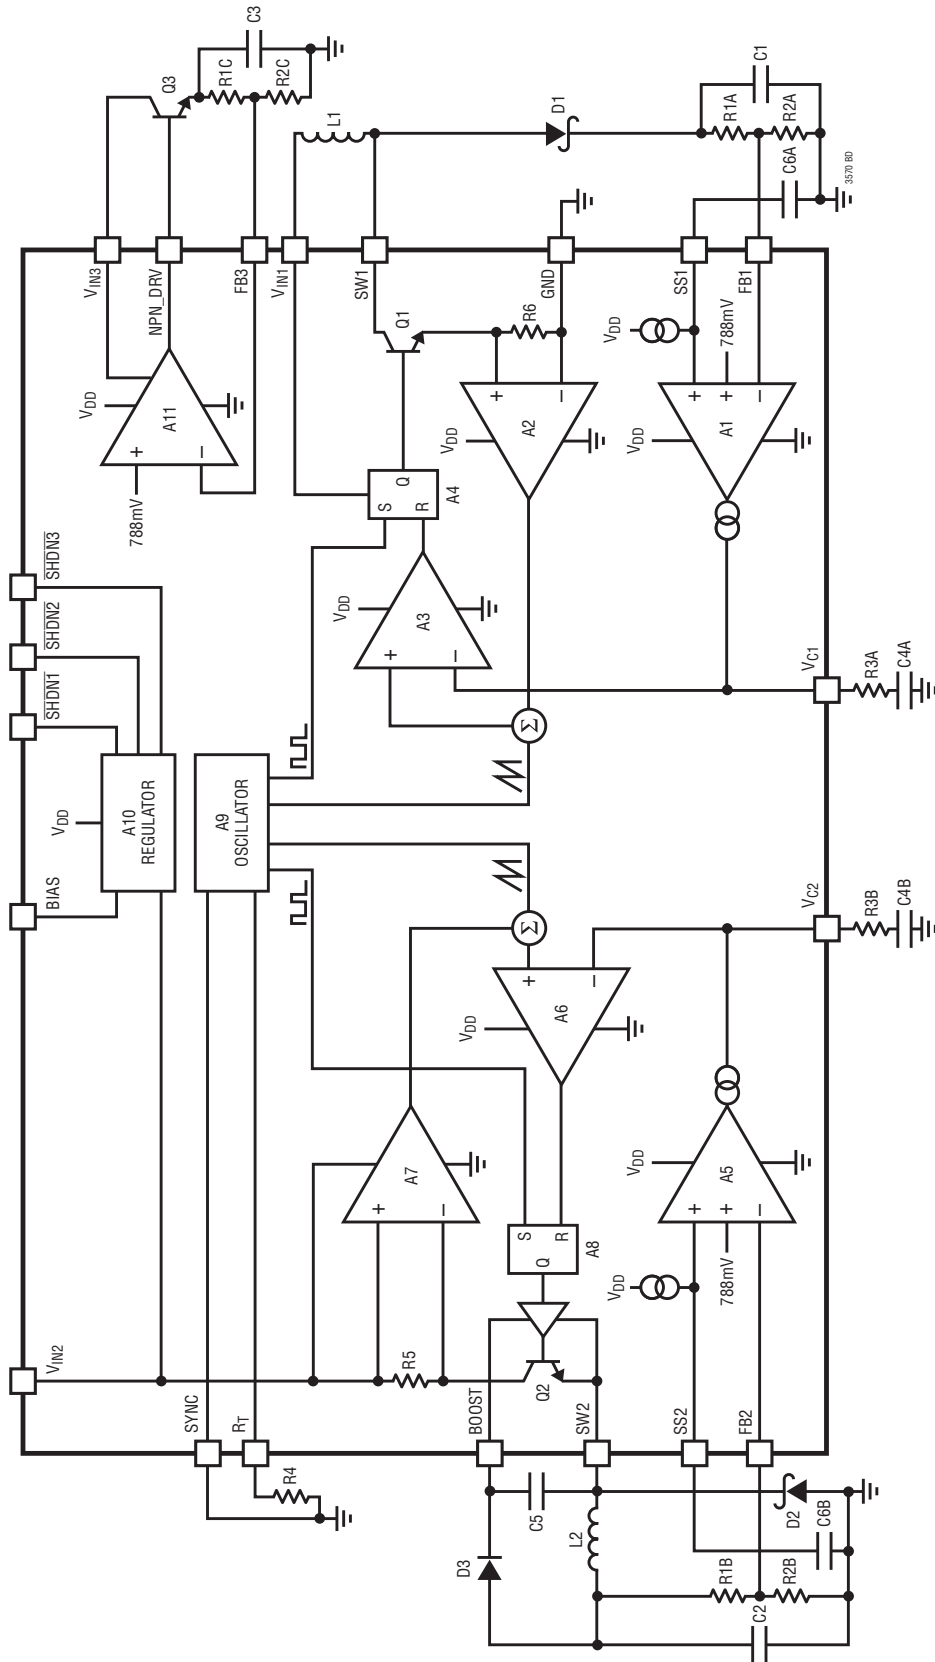 C3
Q3
R1C
R2C
L1
D1
C1
R1A
R2A
C6A
3570 BD
VIN3
NPN_DRV
FB3
VIN1
SW1
GND
SS1
FB1
VDD
A11
+
–
788mV
Q1
R6
VDD
788mV
S
Q
R
A4
VDD
+
–
A2
VDD
+
+
–
A1
SHDN3
SHDN2
SHDN1
VDD
+
–
A3
Σ
VC1
R3A
C4A
VDD
A10
REGULATOR
A9
OSCILLATOR
BIAS
Σ
VC2
R3B
C4B
VDD
+
–
A6
+
–
A7
VDD
+
+
–
A5
S
Q
R
A8
VDD
788mV
VIN2
R5
Q2
SYNC
RT
BOOST
SW2
SS2
FB2
R4
C5
D2
C6B
D3
L2
R1B
R2B
C2